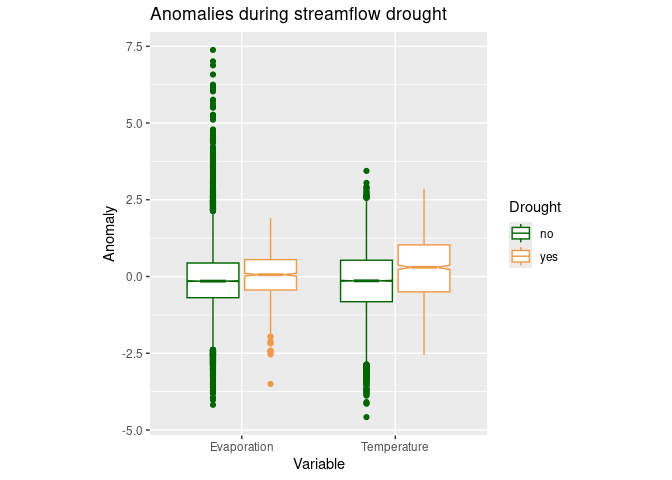 Anomalies during streamflow drought
7.5
5.0
2.5
0.0
-2.5
-5.0
Anomaly
Evaporation
Temperature
Variable
Drought
no
yes